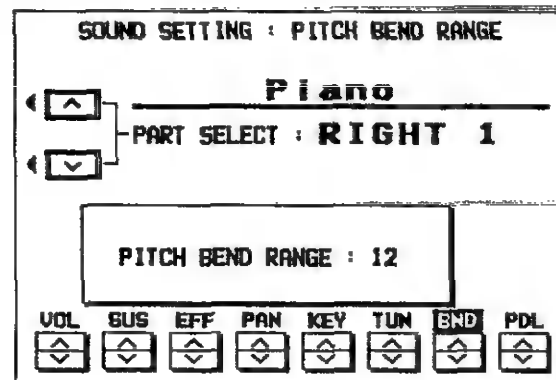 SOUND SETTING : PITCH BEND RANGE
Piano
PART SELECT : RIGHT 1
PITCH BEND RANGE : 12
VOL SUS EFF PAN KEY TUN BND PDL